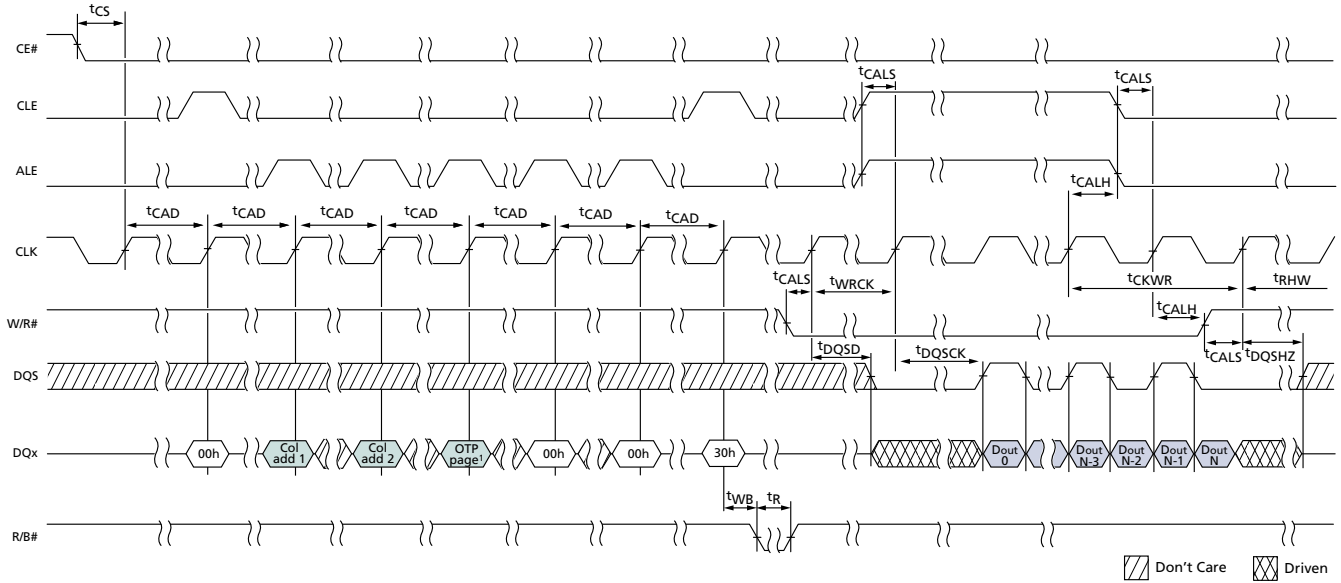 tCS
CE#
tCALS
tCALS
CLE
ALE
tCALH
tCAD tCAD tCAD tCAD tCAD tCAD tCAD
CLK
tCALS tWRCK tCKWR tRHW
tCALH
W/R#
tDQSD tDQSCK tCALS tDQSHZ
DQS
DQx
00h
Col add 1
Col add 2
OTP page¹
00h
00h
30h
Dout 0
Dout N-3
Dout N-2
Dout N-1
Dout N
tWB tR
R/B#
Don't Care Driven